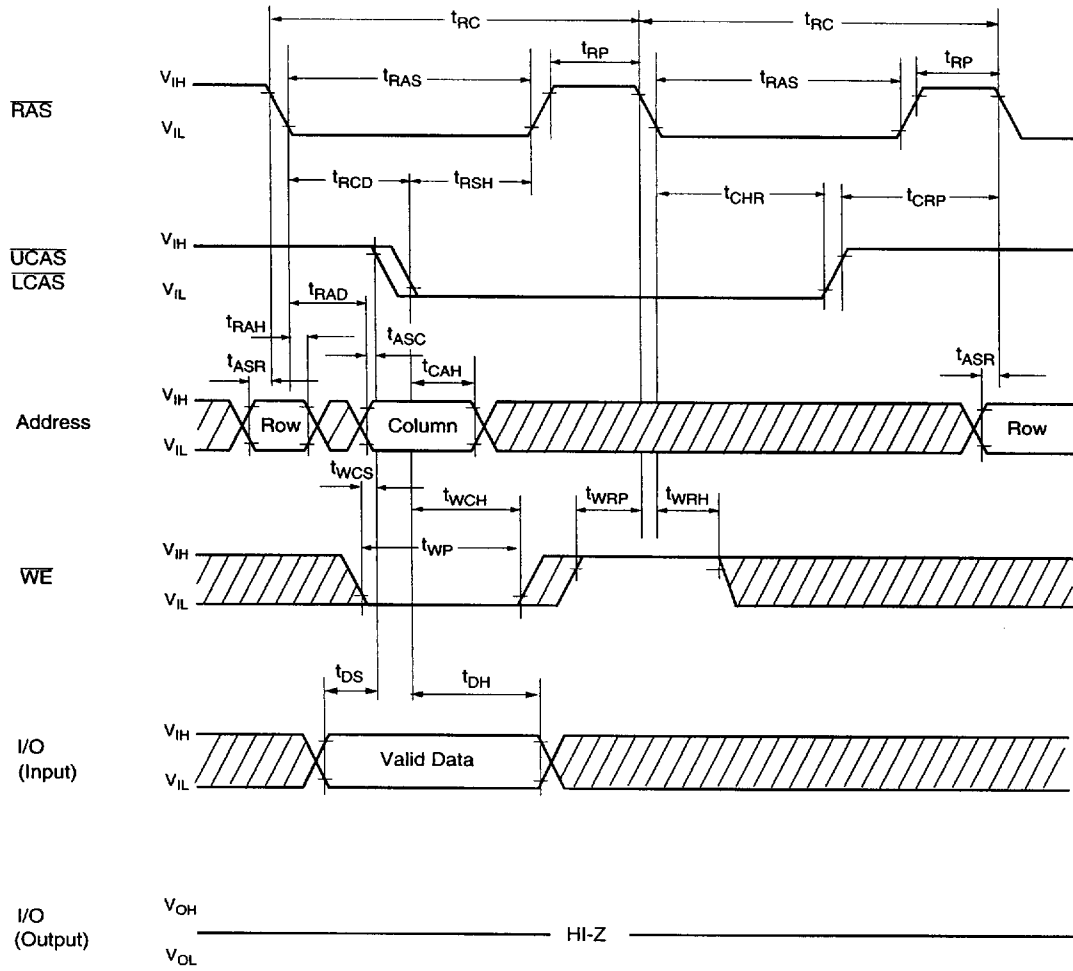 tRC tRC
tRAS tRP tRAS tRP
RAS VIH
VIL
tRCD tRSH tCHR tCRP
UCAS VIH
LCAS VIL
tRAD
tRAH tASC
tASR tCAH tASR
Address VIH Row Column Row
VIL
tWCS tWCH tWRP tWRH
tWP
WE VIH
VIL
tDS tDH
I/O VIH Valid Data
(Input) VIL
I/O VOH
(Output) HI-Z
VOL